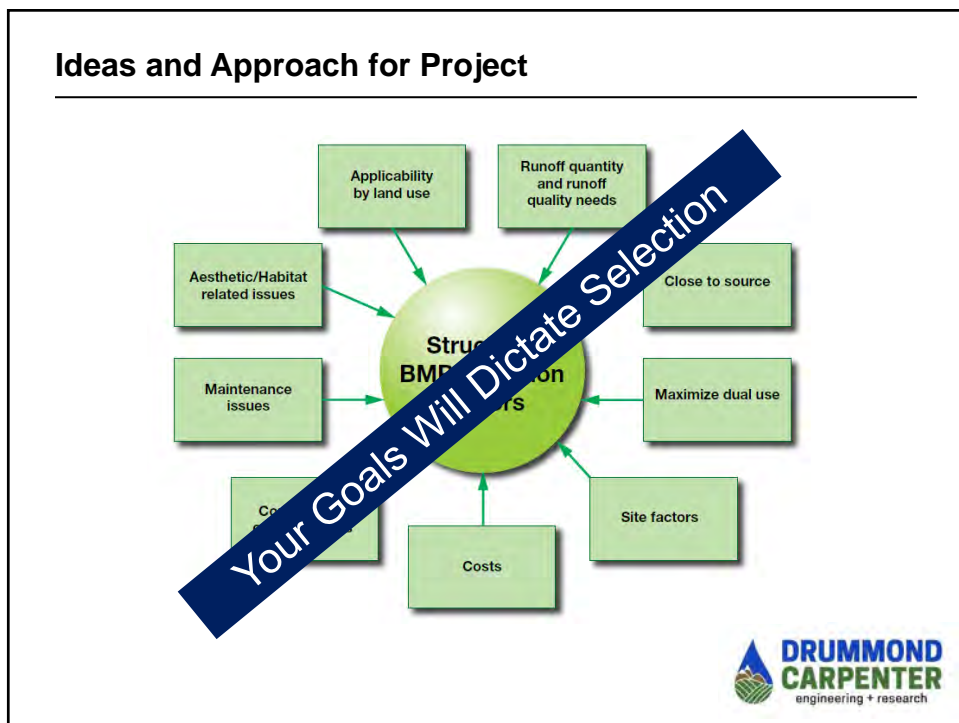 Ideas and Approach for Project
Applicability
by land use
Runoff quantity
and runoff
quality needs
Aesthetic/Habitat
related issues
Close to source
Maintenance
issues
Maximize dual use
Site factors
Costs
Your Goals Will Dictate Selection
DRUMMOND
CARPENTER
engineering + research